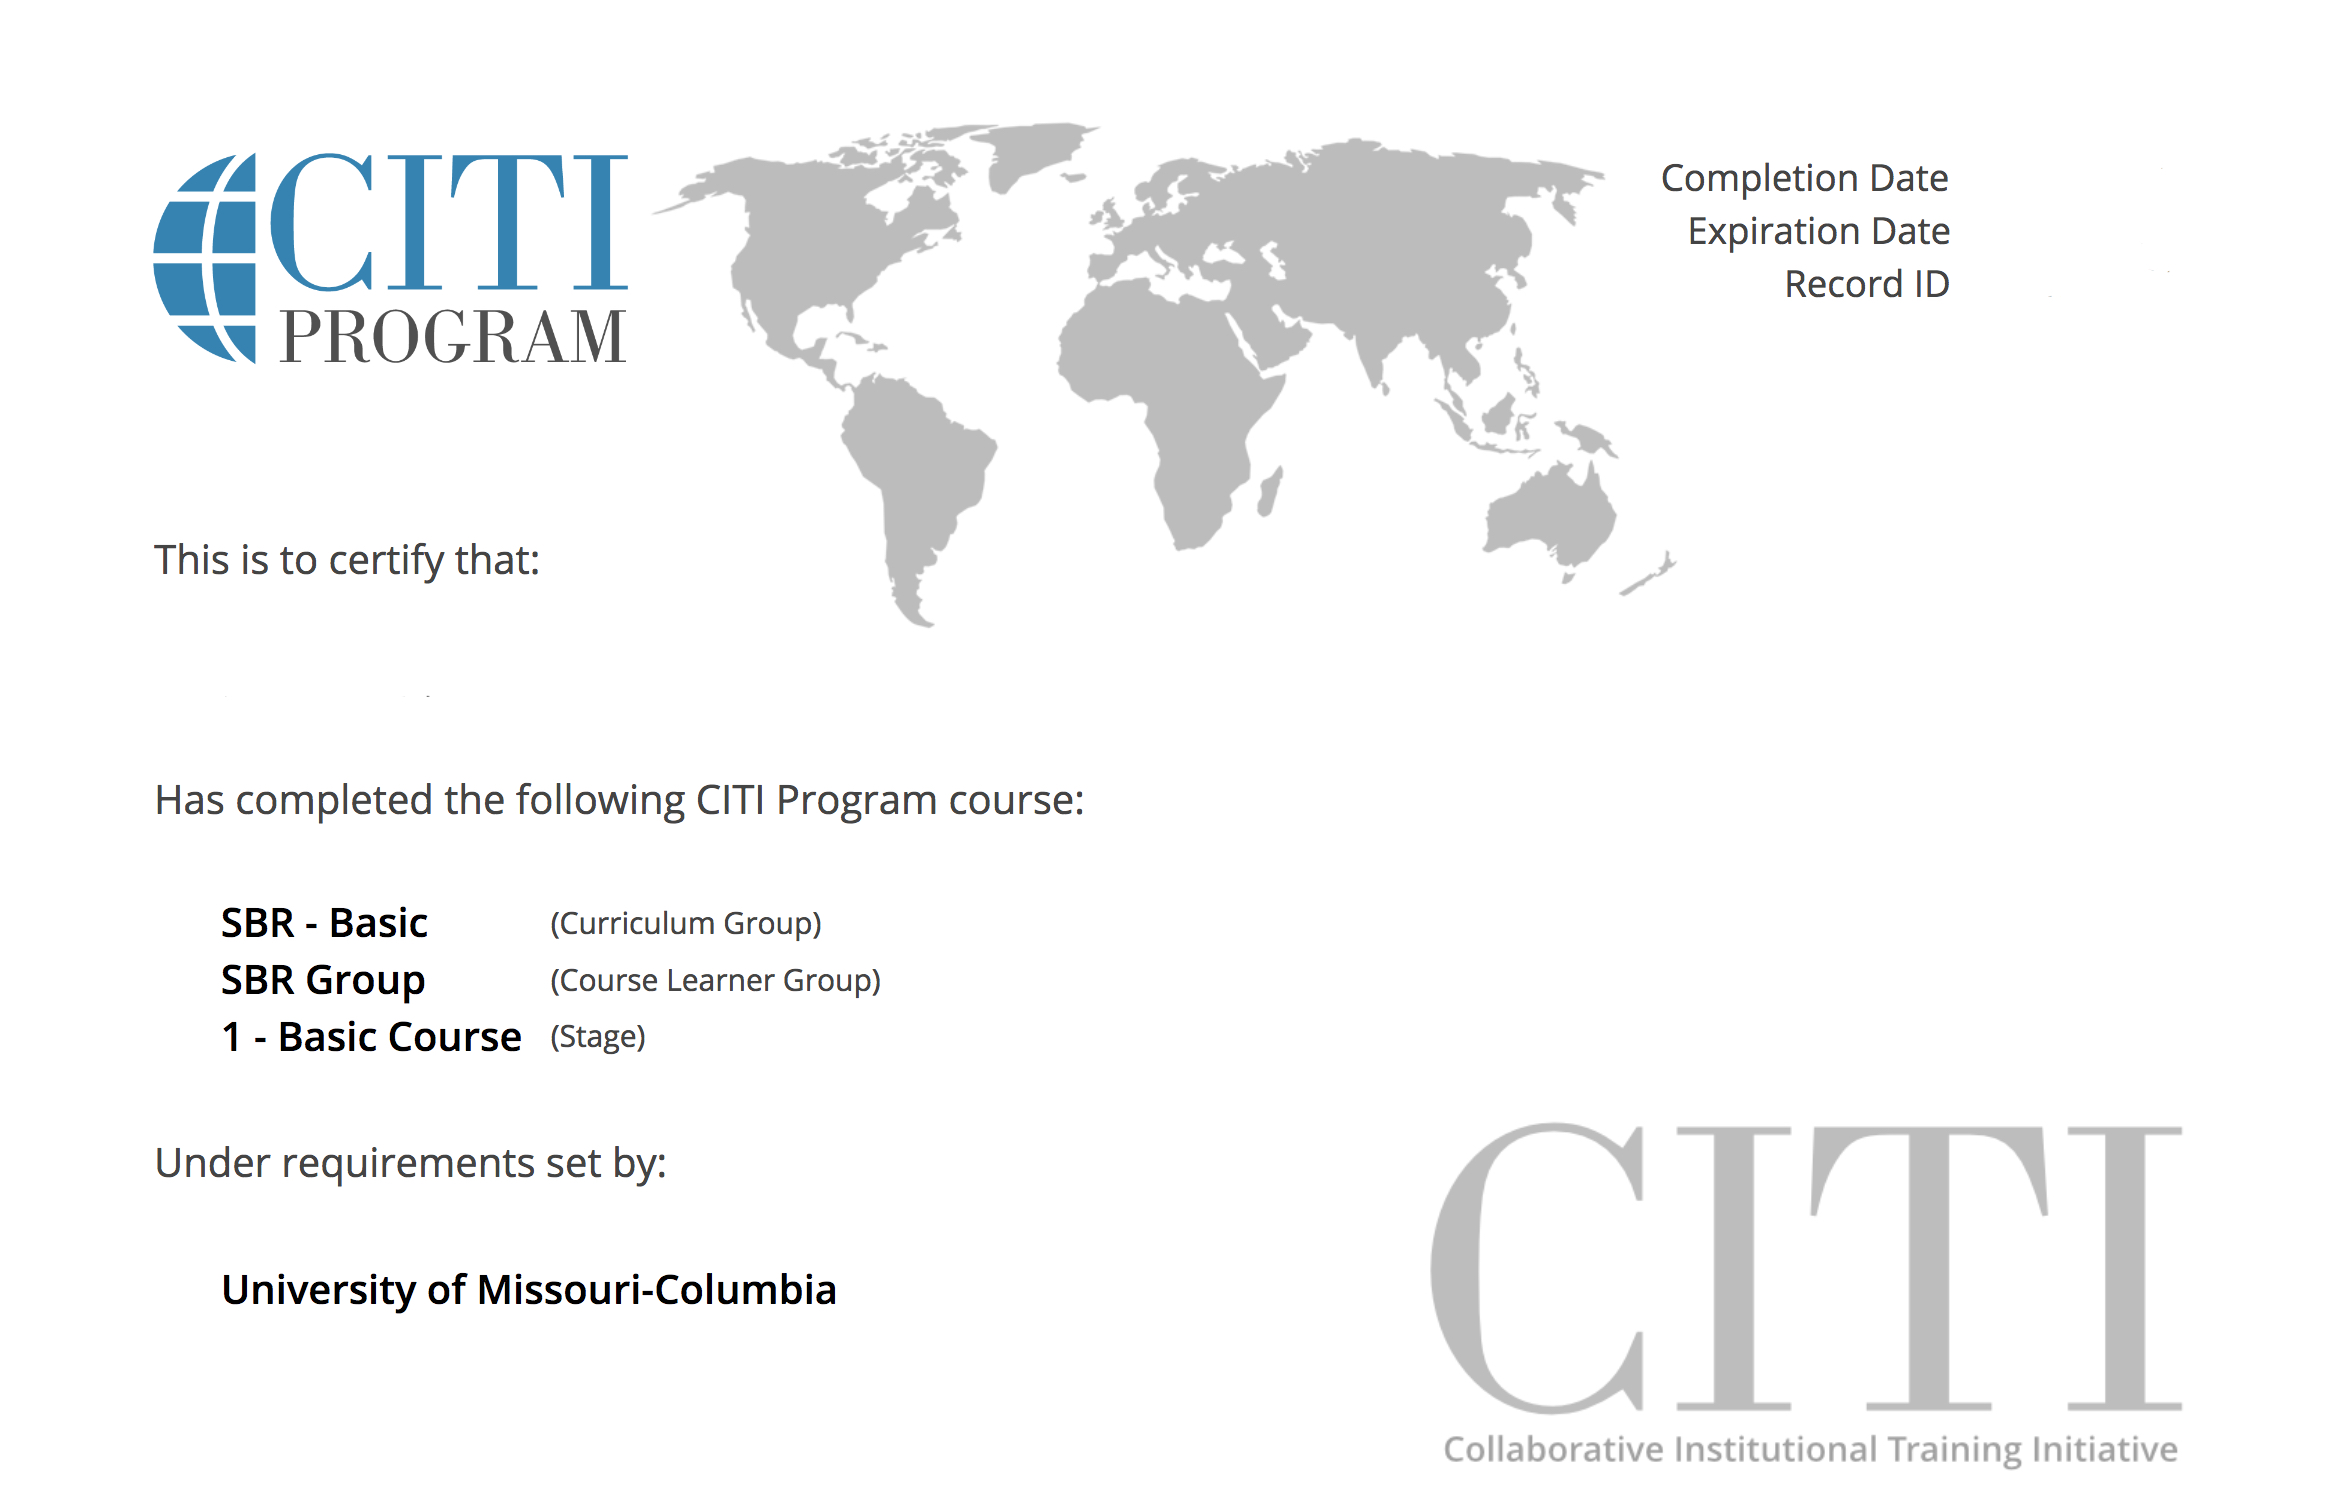 CITI
PROGRAM
Completion Date
Expiration Date
Record ID
This is to certify that:
Has completed the following CITI Program course:
SBR - Basic (Curriculum Group)
SBR Group (Course Learner Group)
1 - Basic Course (Stage)
Under requirements set by:
University of Missouri-Columbia
CITI
Collaborative Institutional Training Initiative